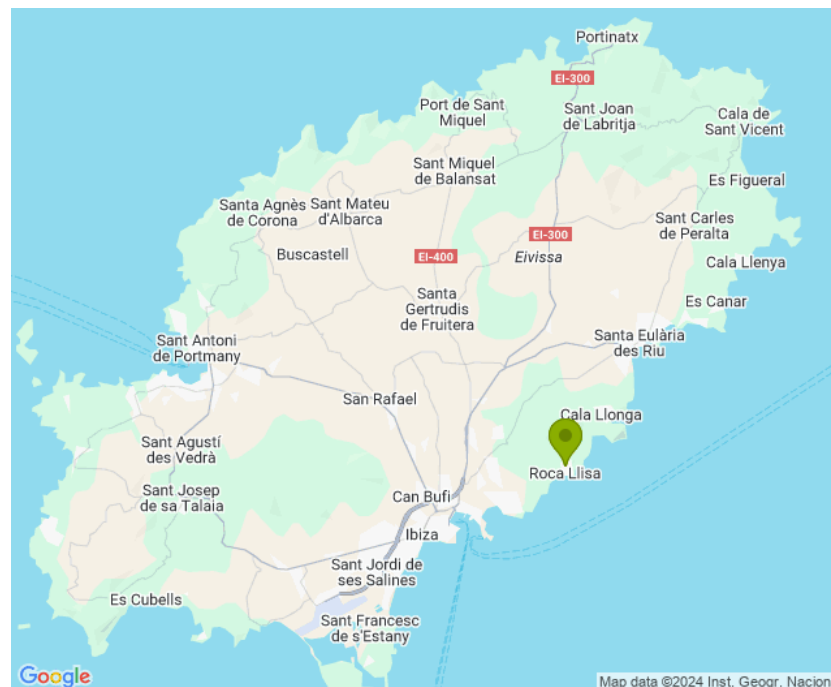 Portinatx
EI-300
Port de Sant
Miquel
Sant Joan
de Labritja
Cala de
Sant Vicent
Sant Miquel
de Balansat
Es Figueral
Santa Agnès
de Corona
Sant Mateu
d'Albarca
Sant Carles
de Peralta
EI-300
Buscastell
EI-400
Eivissa
Cala Llenya
Santa
Gertrudis
de Fruitera
Es Canar
Sant Antoni
de Portmany
Santa Eulària
des Riu
San Rafael
Cala Llonga
Sant Agustí
des Vedrà
Roca Llisa
Sant Josep
de sa Talaia
Can Bufí
Ibiza
Sant Jordi de
ses Salines
Es Cubells
Sant Francesc
de s'Estany
Google
Map data ©2024 Inst. Geogr. Nacion